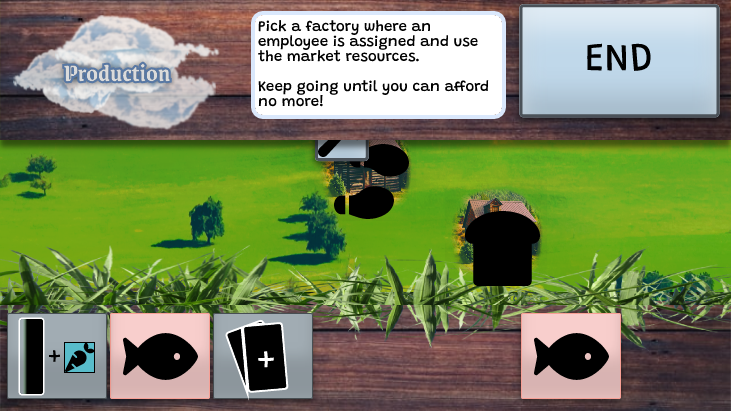 Production
Pick a factory where an
employee is assigned and use
the market resources.
Keep going until you can afford
no more!
END
+
+